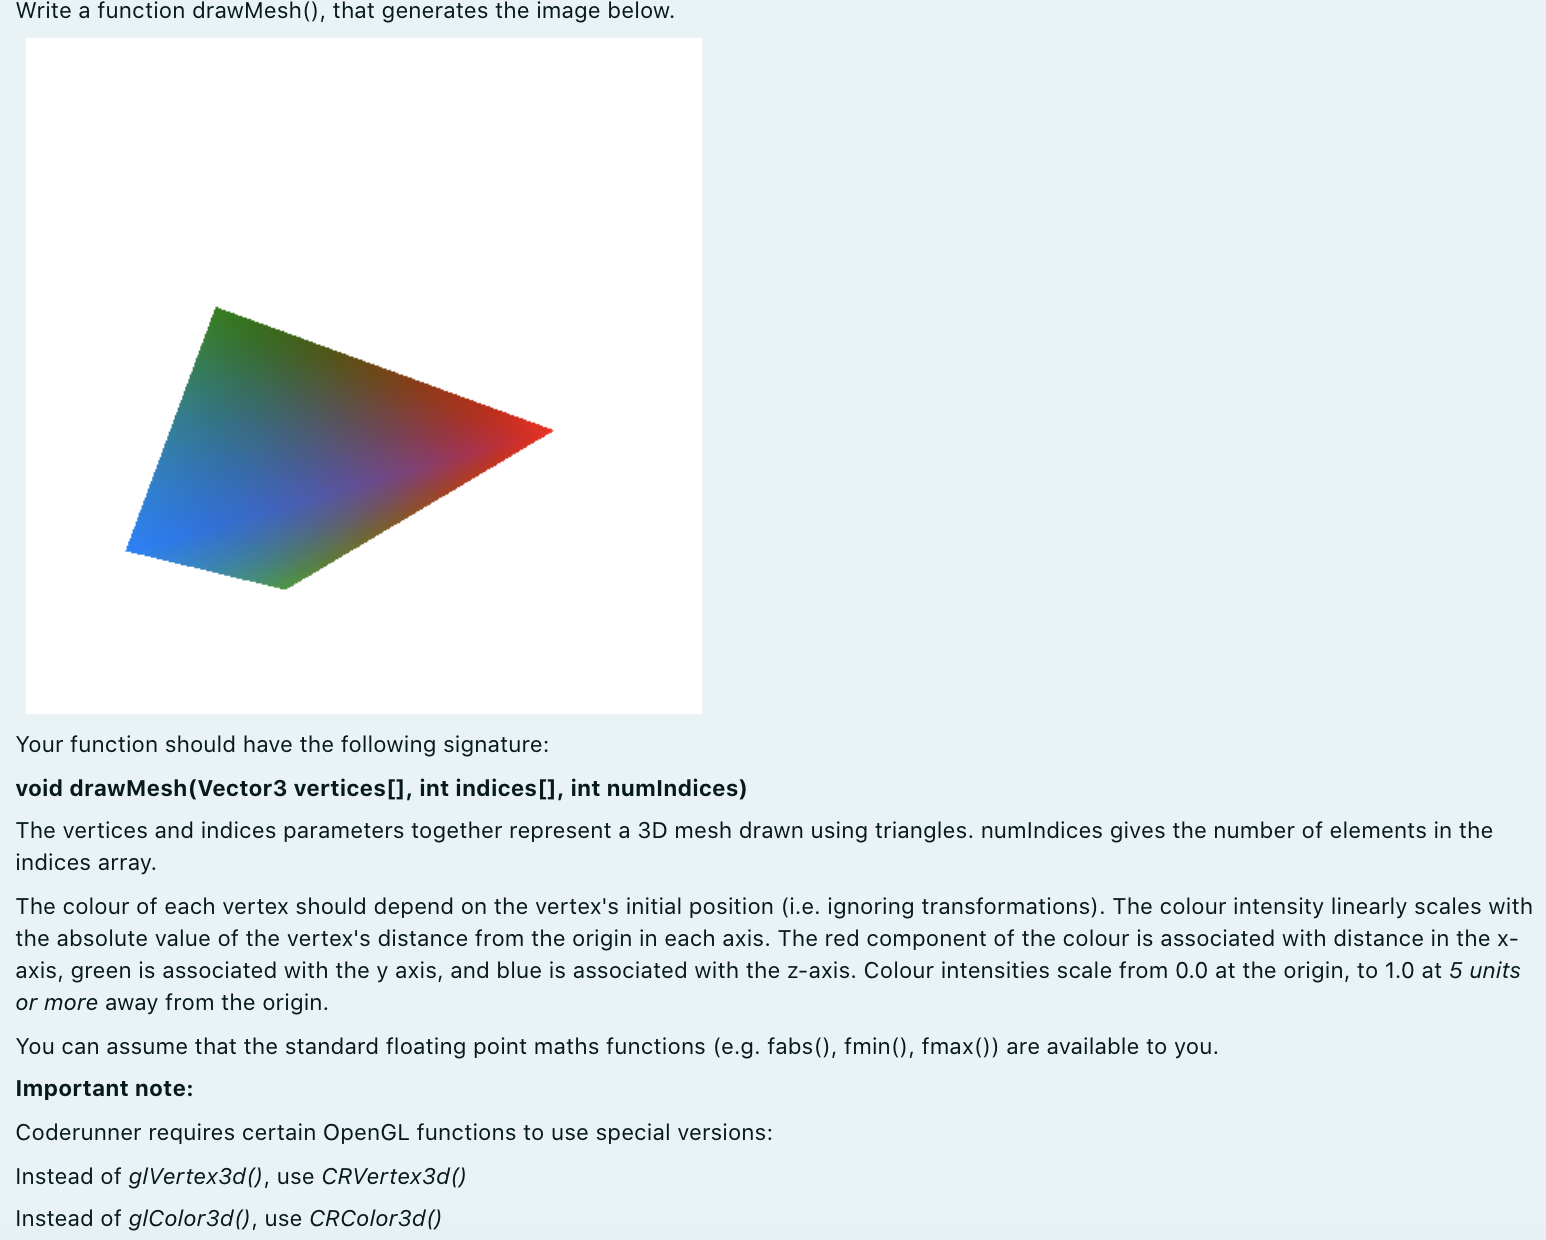 Write a function drawMesh(), that generates the image below.
Your function should have the following signature:
void drawMesh(Vector3 vertices[], int indices[], int numIndices)
The vertices and indices parameters together represent a 3D mesh drawn using triangles. numIndices gives the number of elements in the
indices array.
The colour of each vertex should depend on the vertex's initial position (i.e. ignoring transformations). The colour intensity linearly scales with
the absolute value of the vertex's distance from the origin in each axis. The red component of the colour is associated with distance in the x-
axis, green is associated with the y axis, and blue is associated with the z-axis. Colour intensities scale from 0.0 at the origin, to 1.0 at 5 units
or more away from the origin.
You can assume that the standard floating point maths functions (e.g. fabs(), fmin(), fmax()) are available to you.
Important note:
Coderunner requires certain OpenGL functions to use special versions:
Instead of glVertex3d(), use CRVertex3d()
Instead of glColor3d(), use CRColor3d()